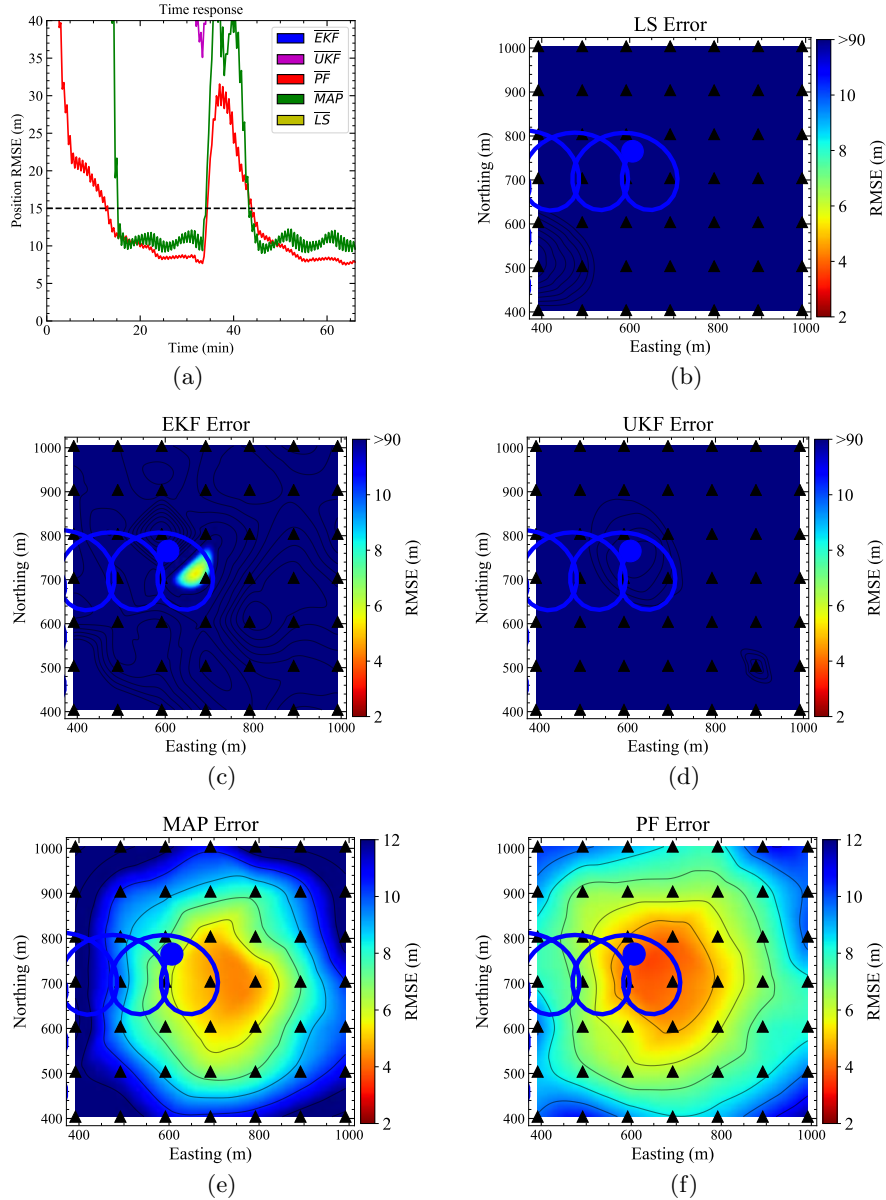 Time response
Position RMSE (m)
40
35
30
25
20
15
10
5
0
0 20 40 60
Time (min)
EKF
UKF
PF
MAP
LS
(a)
LS Error
Northing (m)
1000
900
800
700
600
500
400
400 600 800 1000
Easting (m)
>90
10
8
6
4
2
RMSE (m)
(b)
EKF Error
Northing (m)
1000
900
800
700
600
500
400
400 600 800 1000
Easting (m)
>90
10
8
6
4
2
RMSE (m)
(c)
UKF Error
Northing (m)
1000
900
800
700
600
500
400
400 600 800 1000
Easting (m)
>90
10
8
6
4
2
RMSE (m)
(d)
MAP Error
Northing (m)
1000
900
800
700
600
500
400
400 600 800 1000
Easting (m)
12
10
8
6
4
2
RMSE (m)
(e)
PF Error
Northing (m)
1000
900
800
700
600
500
400
400 600 800 1000
Easting (m)
12
10
8
6
4
2
RMSE (m)
(f)